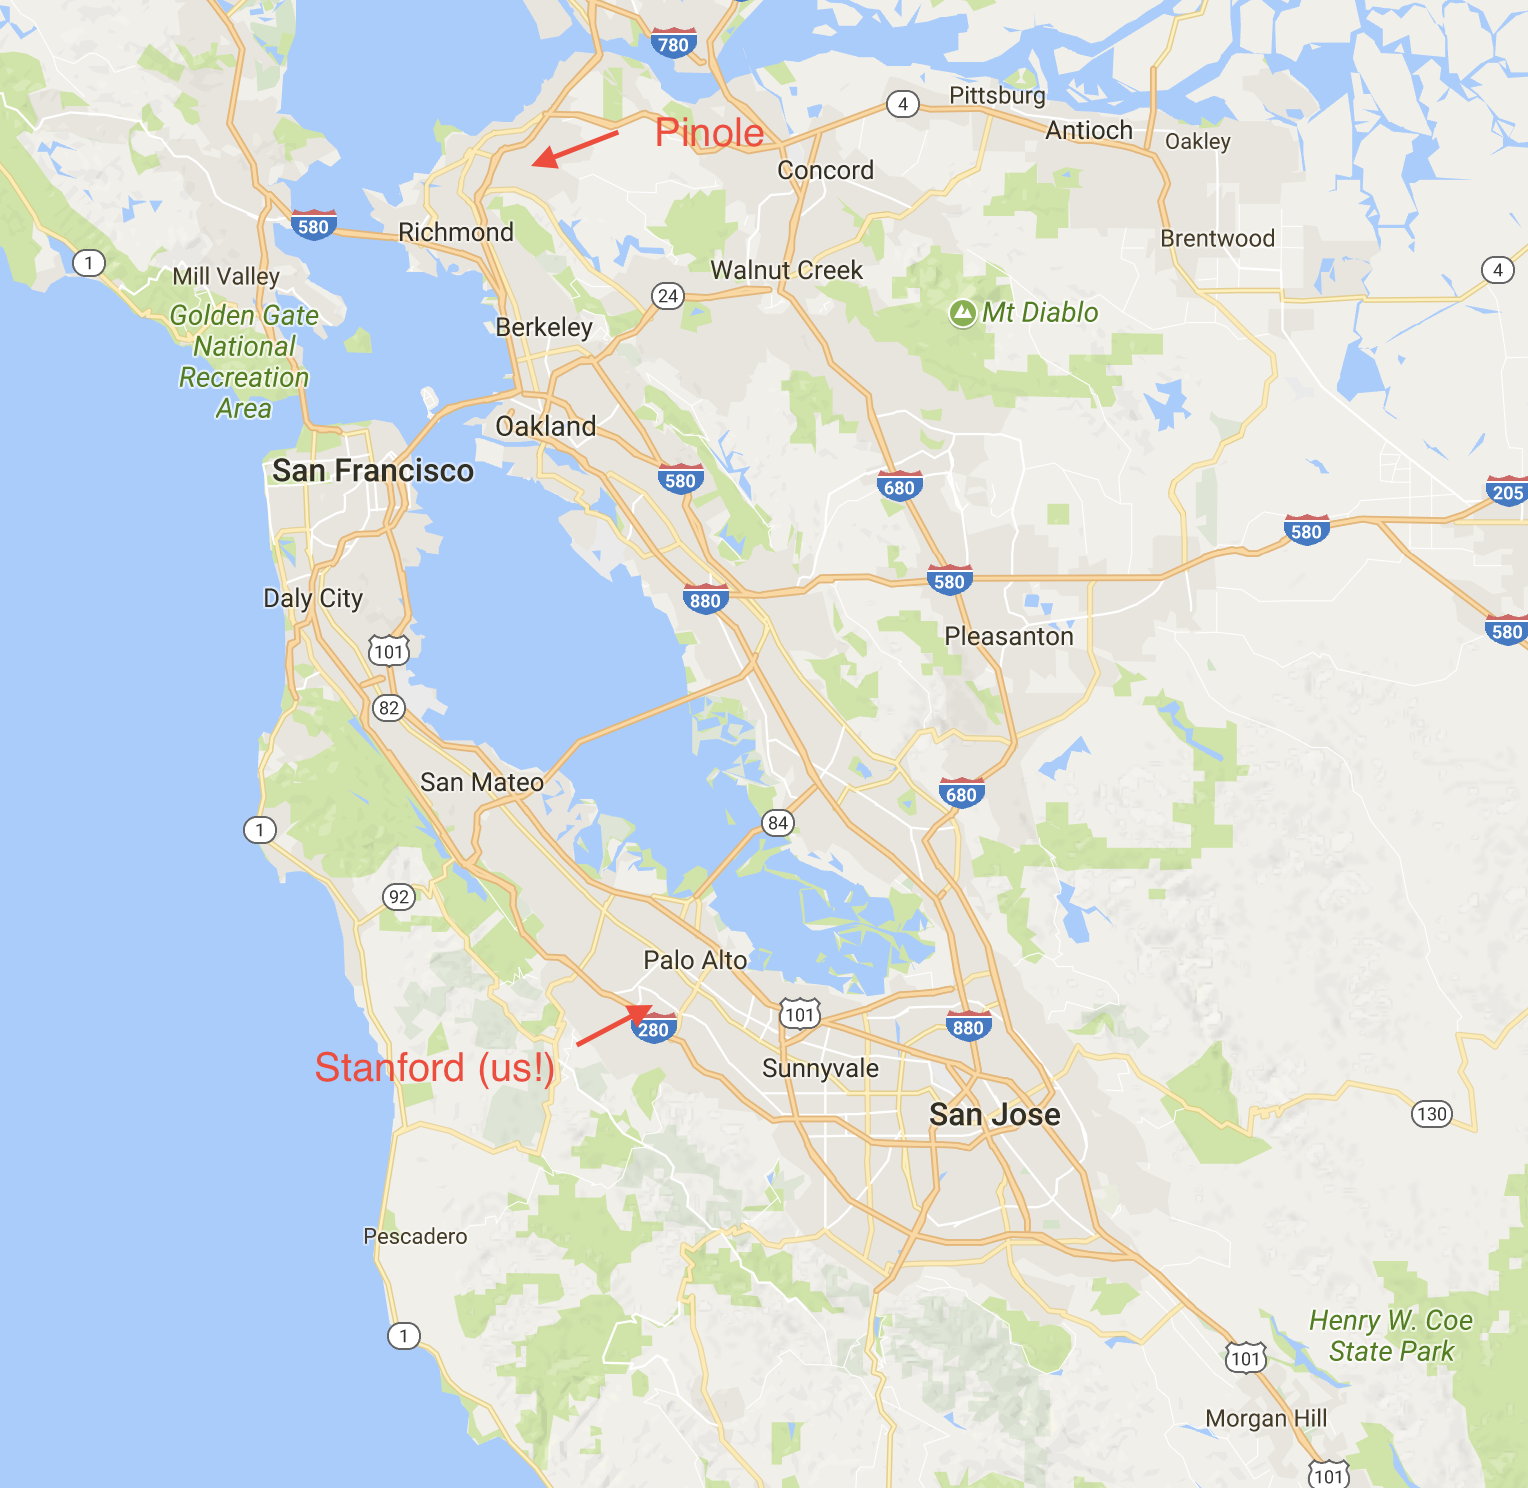 780
4
Pittsburg
Antioch
Oakley
Pinole
Concord
580
Richmond
Brentwood
1
Mill Valley
Walnut Creek
4
24
Golden Gate
National
Recreation
Area
Mt Diablo
Berkeley
Oakland
San Francisco
580
680
205
580
580
880
Daly City
580
Pleasanton
101
82
San Mateo
680
84
1
92
Palo Alto
101
280
880
Stanford (us!)
Sunnyvale
San Jose
130
Pescadero
1
Henry W. Coe
State Park
101
Morgan Hill
101